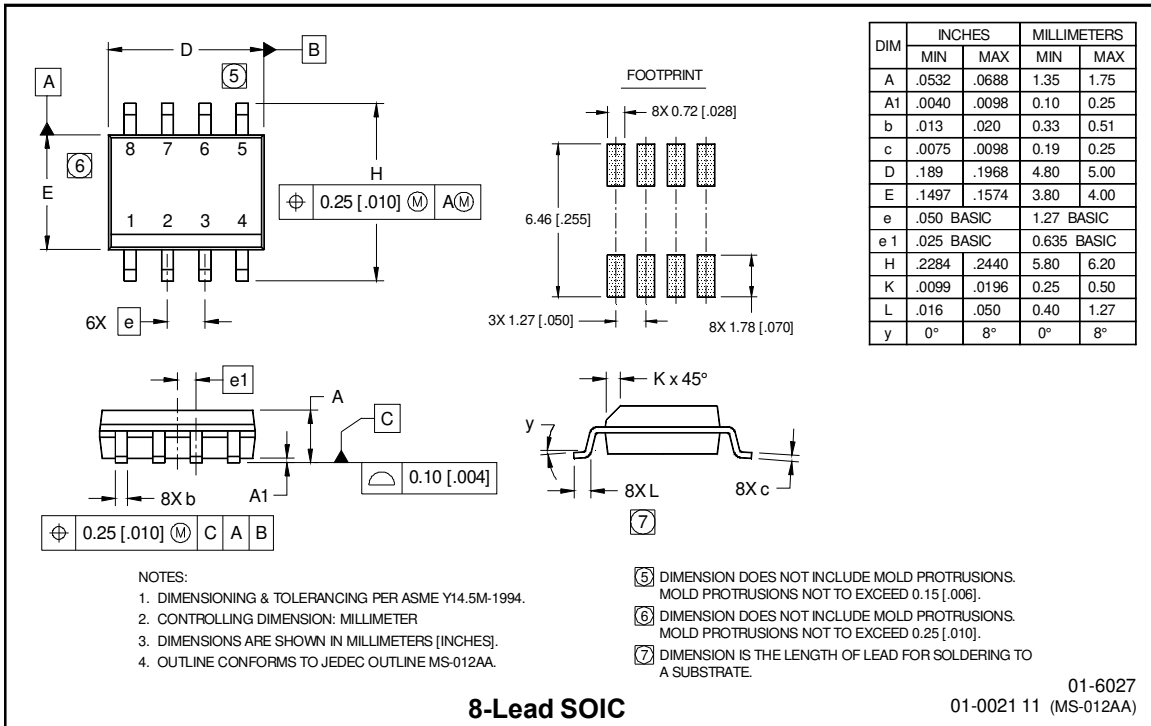 D
B
5
A
8 7 6 5
6
E
H
⌖ 0.25 [.010] Ⓜ AⓂ
1 2 3 4
6X e
FOOTPRINT
8X 0.72 [.028]
6.46 [.255]
3X 1.27 [.050]
8X 1.78 [.070]
DIM INCHES MILLIMETERS
MIN MAX MIN MAX
A .0532 .0688 1.35 1.75
A1 .0040 .0098 0.10 0.25
b .013 .020 0.33 0.51
c .0075 .0098 0.19 0.25
D .189 .1968 4.80 5.00
E .1497 .1574 3.80 4.00
e .050 BASIC 1.27 BASIC
e 1 .025 BASIC 0.635 BASIC
H .2284 .2440 5.80 6.20
K .0099 .0196 0.25 0.50
L .016 .050 0.40 1.27
y 0° 8° 0° 8°
e1
A
C
⌓ 0.10 [.004]
8X b
A1
⌖ 0.25 [.010] Ⓜ C A B
K x 45°
y
8X L
8X c
7
NOTES:
1. DIMENSIONING & TOLERANCING PER ASME Y14.5M-1994.
2. CONTROLLING DIMENSION: MILLIMETER
3. DIMENSIONS ARE SHOWN IN MILLIMETERS [INCHES].
4. OUTLINE CONFORMS TO JEDEC OUTLINE MS-012AA.
5 DIMENSION DOES NOT INCLUDE MOLD PROTRUSIONS.
MOLD PROTRUSIONS NOT TO EXCEED 0.15 [.006].
6 DIMENSION DOES NOT INCLUDE MOLD PROTRUSIONS.
MOLD PROTRUSIONS NOT TO EXCEED 0.25 [.010].
7 DIMENSION IS THE LENGTH OF LEAD FOR SOLDERING TO
A SUBSTRATE.
8-Lead SOIC
01-6027
01-0021 11 (MS-012AA)